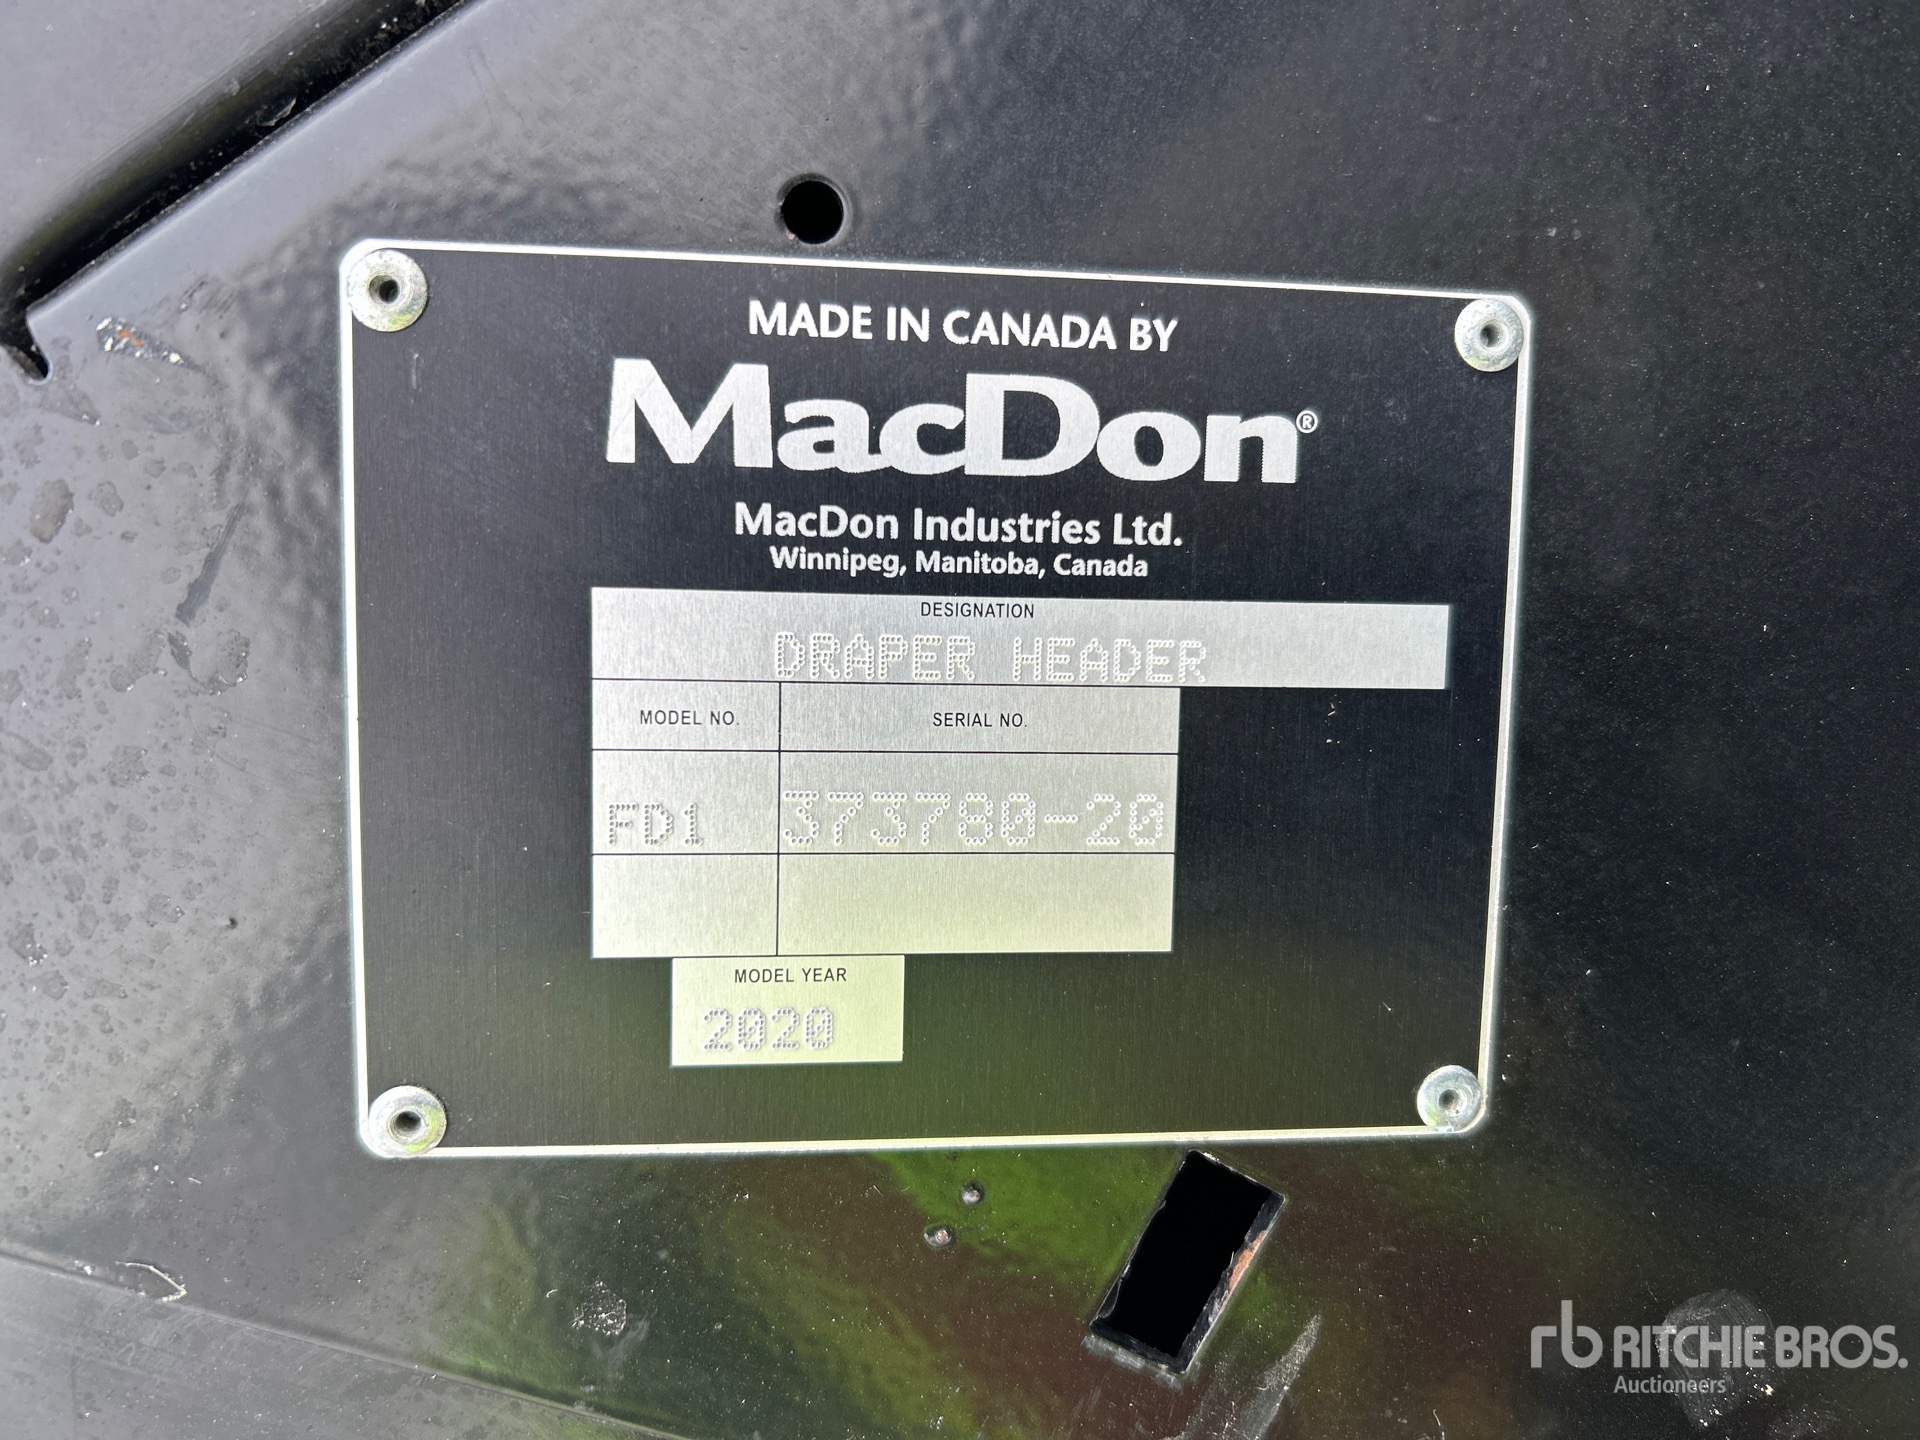 MADE IN CANADA BY
MacDon®
MacDon Industries Ltd.
Winnipeg, Manitoba, Canada
DESIGNATION
DRAPER HEADER
MODEL NO. SERIAL NO.
FD1 373780-20
MODEL YEAR
2020
rb RITCHIE BROS.
Auctioneers